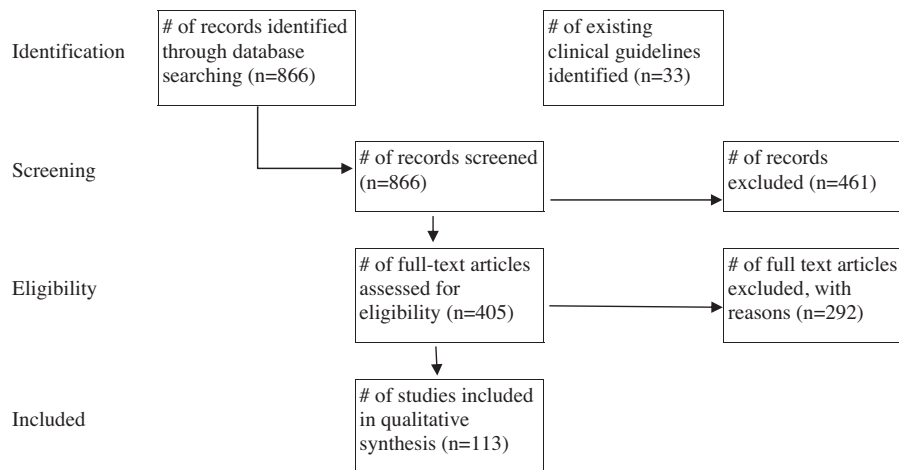 Identification
# of records identified
through database
searching (n=866)
# of existing
clinical guidelines
identified (n=33)
Screening
# of records screened
(n=866)
# of records
excluded (n=461)
Eligibility
# of full-text articles
assessed for
eligibility (n=405)
# of full text articles
excluded, with
reasons (n=292)
Included
# of studies included
in qualitative
synthesis (n=113)